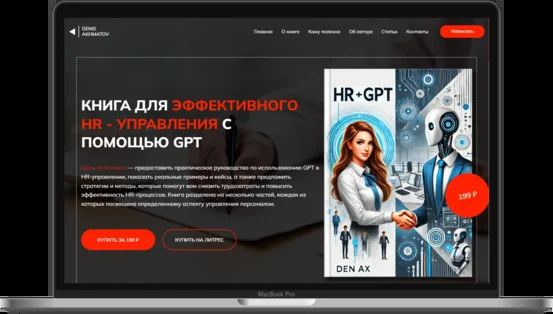 DENIS
AKHMATOV
Главная О книге Кому полезно Об авторе Статьи Контакты Написать
КНИГА ДЛЯ ЭФФЕКТИВНОГО
HR - УПРАВЛЕНИЯ С
ПОМОЩЬЮ GPT
Цель этой книги — предоставить практическое руководство по использованию GPT в
HR-управлении, показать реальные примеры и кейсы, а также предложить
стратегии и методы, которые помогут вам снизить трудозатраты и повысить
эффективность HR-процессов. Книга разделена на несколько частей, каждая из
которых посвящена определенному аспекту управления персоналом.
КУПИТЬ ЗА 199 ₽ КУПИТЬ НА ЛИТРЕС
HR+GPT
199 ₽
DEN AX
MacBook Pro